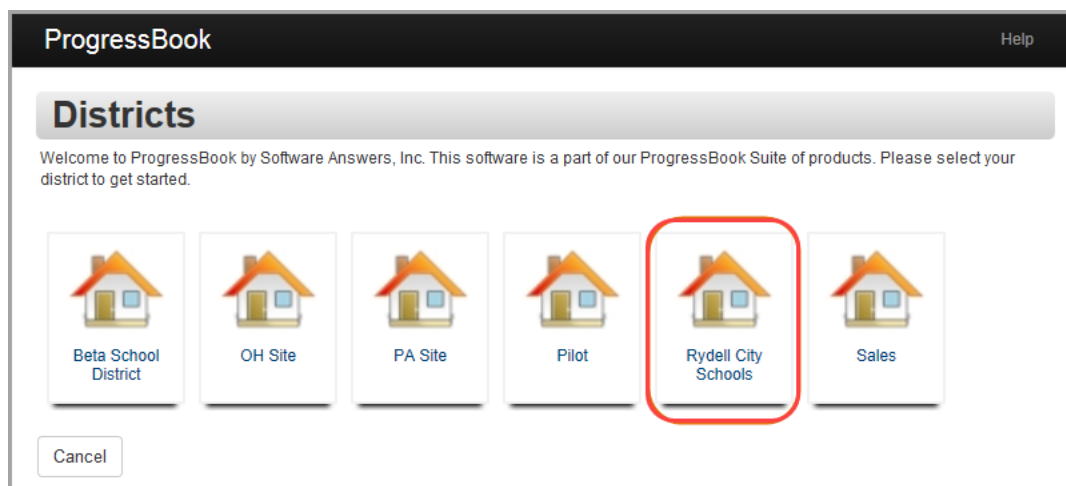 ProgressBook
Help
Districts
Welcome to ProgressBook by Software Answers, Inc. This software is a part of our ProgressBook Suite of products. Please select your
district to get started.
Beta School
District
OH Site
PA Site
Pilot
Rydell City
Schools
Sales
Cancel